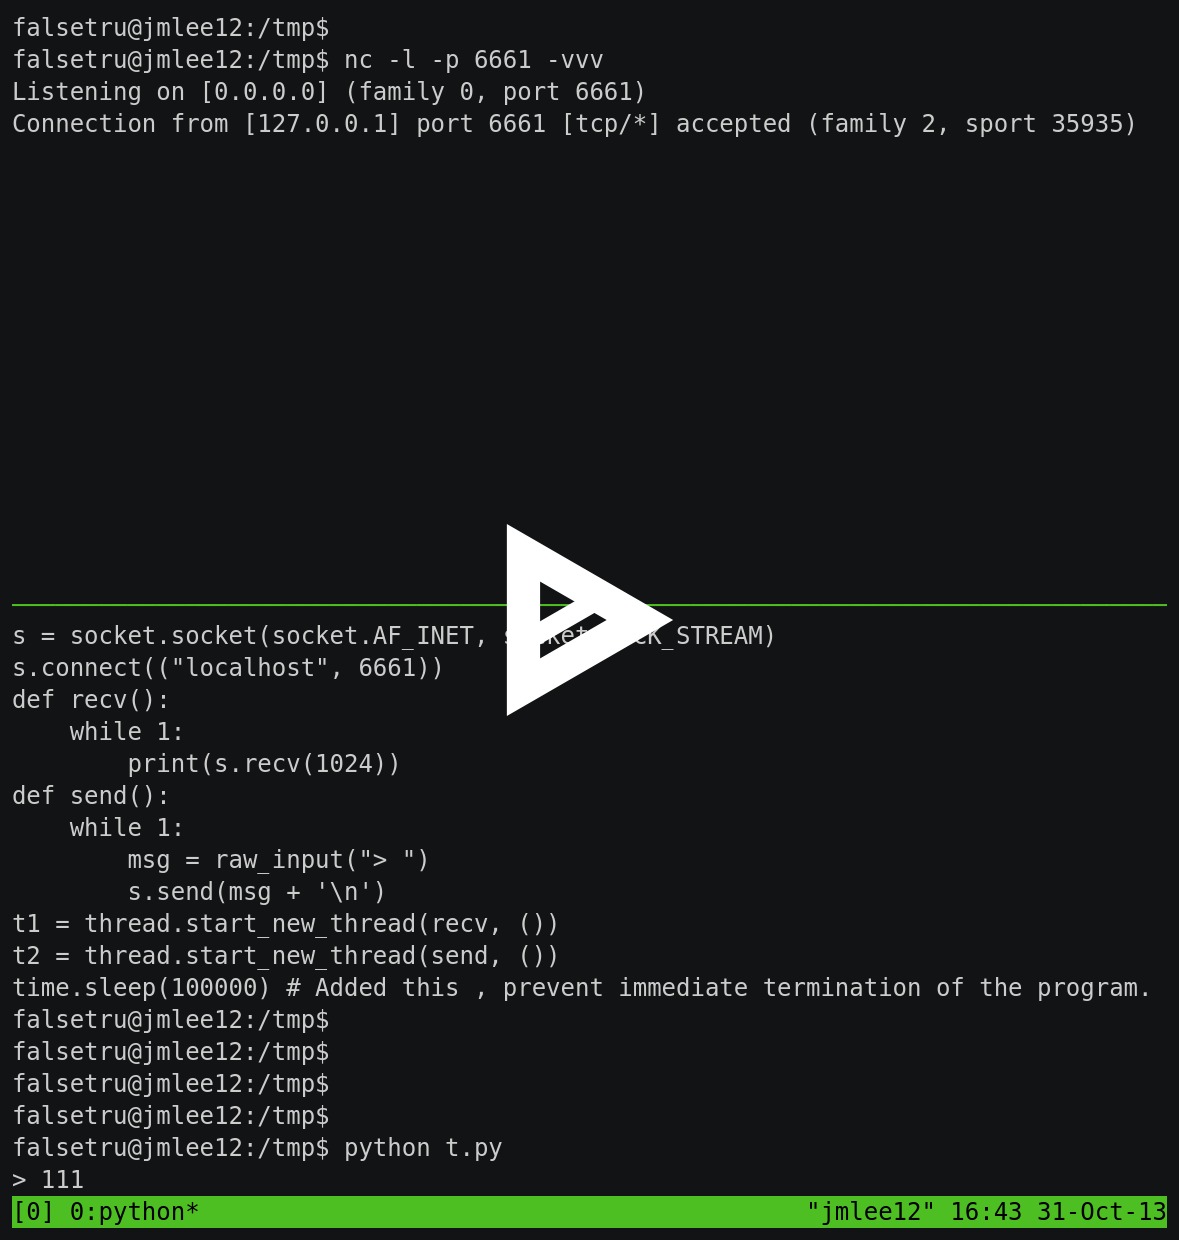 falsetru@jmlee12:/tmp$
falsetru@jmlee12:/tmp$ nc -l -p 6661 -vvv
Listening on [0.0.0.0] (family 0, port 6661)
Connection from [127.0.0.1] port 6661 [tcp/*] accepted (family 2, sport 35935)
s = socket.socket(socket.AF_INET, s ket CK_STREAM)
s.connect(("localhost", 6661))
def recv():
    while 1:
        print(s.recv(1024))
def send():
    while 1:
        msg = raw_input("> ")
        s.send(msg + '\n')
t1 = thread.start_new_thread(recv, ())
t2 = thread.start_new_thread(send, ())
time.sleep(100000) # Added this , prevent immediate termination of the program.
falsetru@jmlee12:/tmp$
falsetru@jmlee12:/tmp$
falsetru@jmlee12:/tmp$
falsetru@jmlee12:/tmp$
falsetru@jmlee12:/tmp$ python t.py
> 111
[0] 0:python* "jmlee12" 16:43 31-Oct-13